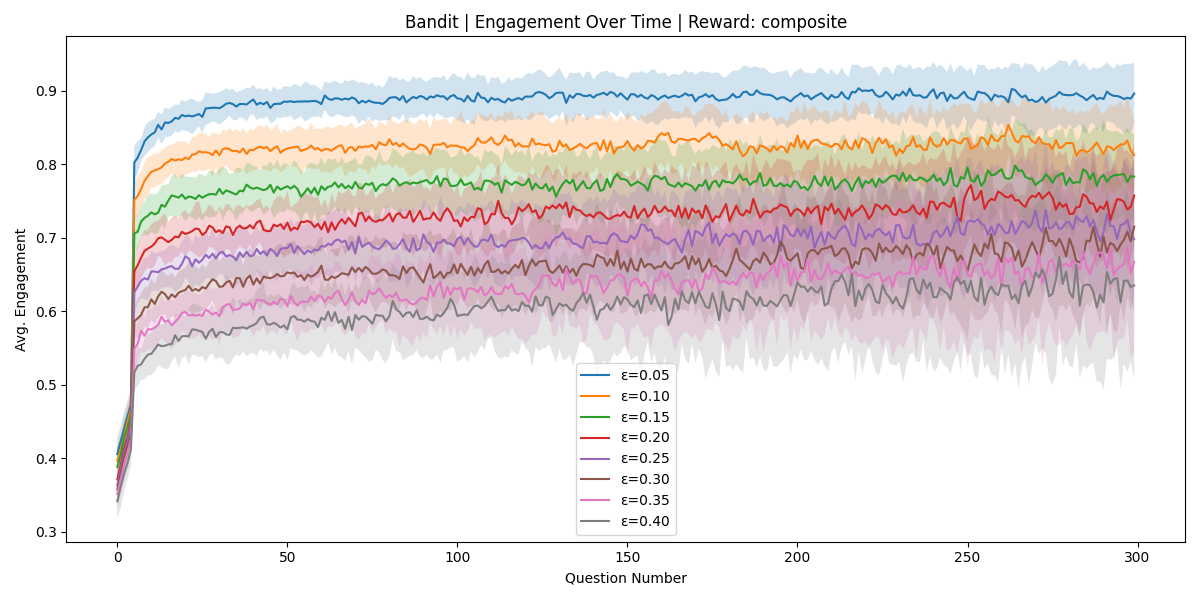 Bandit | Engagement Over Time | Reward: composite
Avg. Engagement
0.9
0.8
0.7
0.6
0.5
0.4
0.3
ε=0.05
ε=0.10
ε=0.15
ε=0.20
ε=0.25
ε=0.30
ε=0.35
ε=0.40
0 50 100 150 200 250 300
Question Number